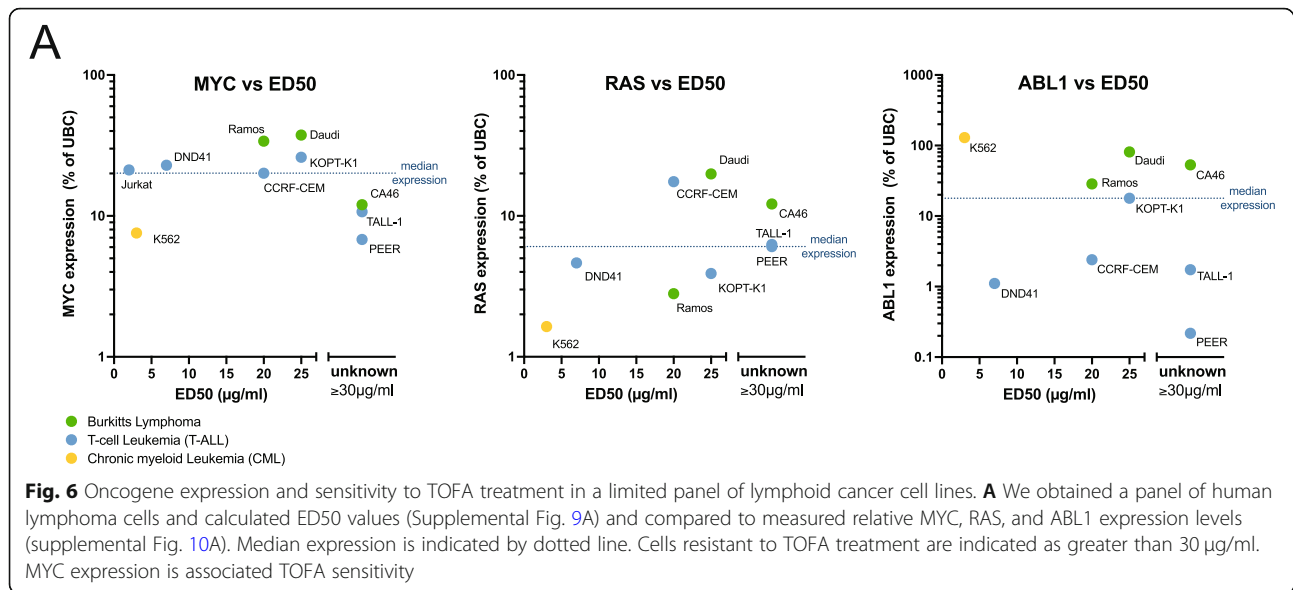 A
MYC vs ED50
MYC expression (% of UBC)
100
10
1
Ramos
Daudi
DND41
KOPT-K1
median
expression
Jurkat
CCRF-CEM
CA46
TALL-1
K562
PEER
0 5 10 15 20 25 unknown
ED50 (µg/ml) ≥30µg/ml
RAS vs ED50
RAS expression (% of UBC)
100
10
1
Daudi
CCRF-CEM
CA46
TALL-1
median
expression
PEER
DND41
KOPT-K1
Ramos
K562
0 5 10 15 20 25 unknown
ED50 (µg/ml) ≥30µg/ml
ABL1 vs ED50
ABL1 expression (% of UBC)
1000
100
10
1
0.1
K562
Daudi
Ramos
CA46
median
expression
KOPT-K1
CCRF-CEM
TALL-1
DND41
PEER
0 5 10 15 20 25 unknown
ED50 (µg/ml) ≥30µg/ml
Burkitts Lymphoma
T-cell Leukemia (T-ALL)
Chronic myeloid Leukemia (CML)
Fig. 6 Oncogene expression and sensitivity to TOFA treatment in a limited panel of lymphoid cancer cell lines. A We obtained a panel of human
lymphoma cells and calculated ED50 values (Supplemental Fig. 9A) and compared to measured relative MYC, RAS, and ABL1 expression levels
(supplemental Fig. 10A). Median expression is indicated by dotted line. Cells resistant to TOFA treatment are indicated as greater than 30 µg/ml.
MYC expression is associated TOFA sensitivity